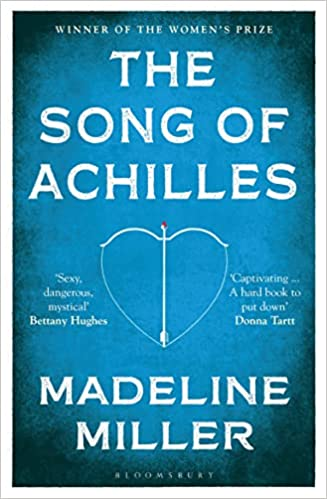 WINNER OF THE WOMEN'S PRIZE
THE
SONG OF
ACHILLES
'Sexy,
dangerous,
mystical'
Bettany Hughes
'Captivating ...
A hard book to
put down'
Donna Tartt
MADELINE
MILLER
BLOOMSBURY